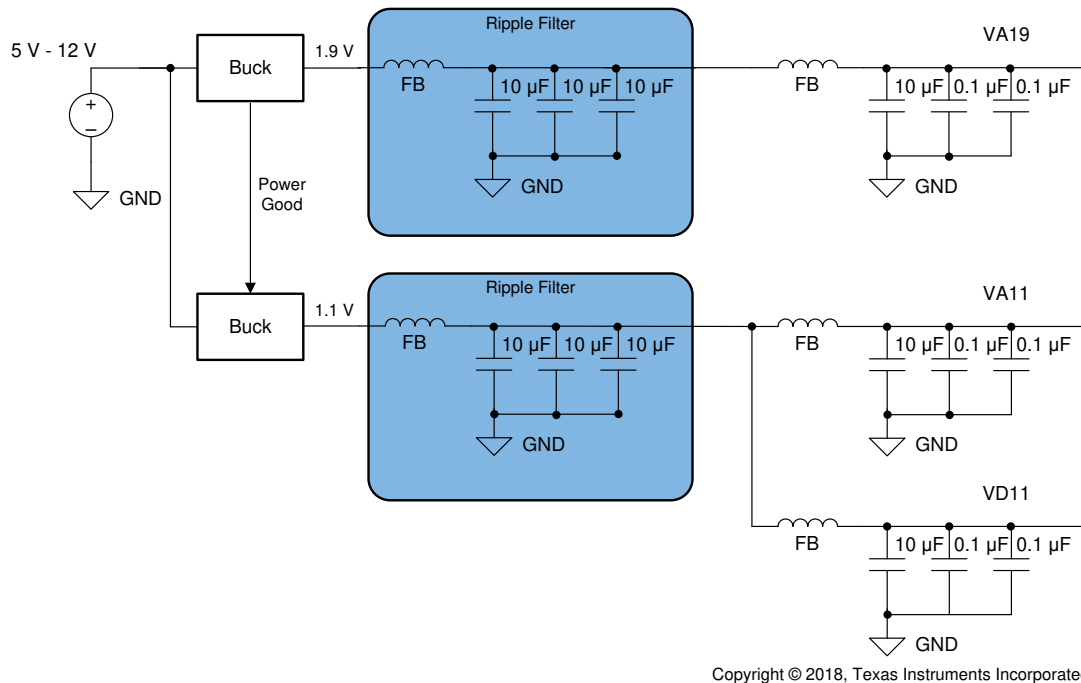 Ripple Filter
5 V - 12 V
Buck
1.9 V
VA19
FB
10 µF
10 µF
10 µF
FB
10 µF
0.1 µF
0.1 µF
+
−
GND
GND
GND
Power
Good
Ripple Filter
Buck
1.1 V
VA11
FB
10 µF
10 µF
10 µF
FB
10 µF
0.1 µF
0.1 µF
GND
GND
VD11
FB
10 µF
0.1 µF
0.1 µF
GND
Copyright © 2018, Texas Instruments Incorporate